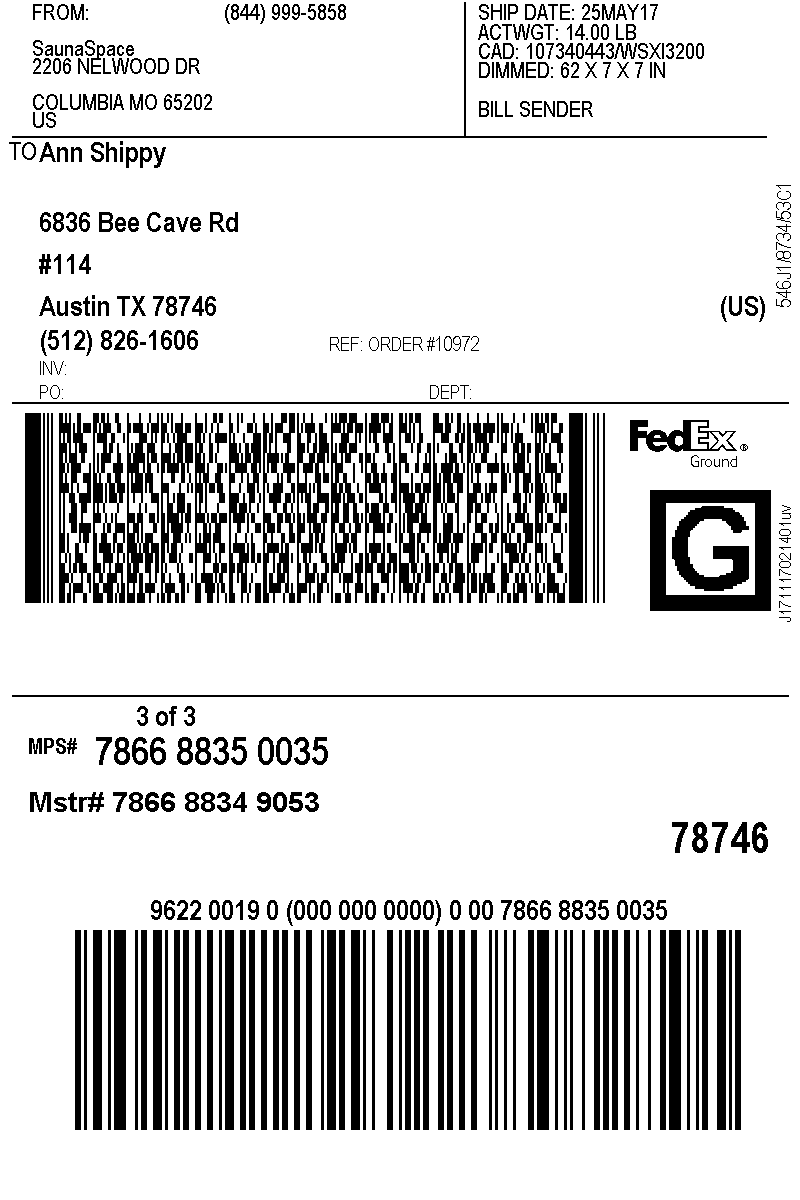 FROM: (844) 999-5858
SaunaSpace
2206 NELWOOD DR
COLUMBIA MO 65202
US
SHIP DATE: 25MAY17
ACTWGT: 14.00 LB
CAD: 107340443/WSXI3200
DIMMED: 62 X 7 X 7 IN
BILL SENDER
TO Ann Shippy
6836 Bee Cave Rd
#114
Austin TX 78746 (US)
(512) 826-1606 REF: ORDER #10972
INV:
PO: DEPT:
546J1/8734/53C1
FedEx®
Ground
G
J171117021401uv
3 of 3
MPS# 7866 8835 0035
Mstr# 7866 8834 9053
78746
9622 0019 0 (000 000 0000) 0 00 7866 8835 0035